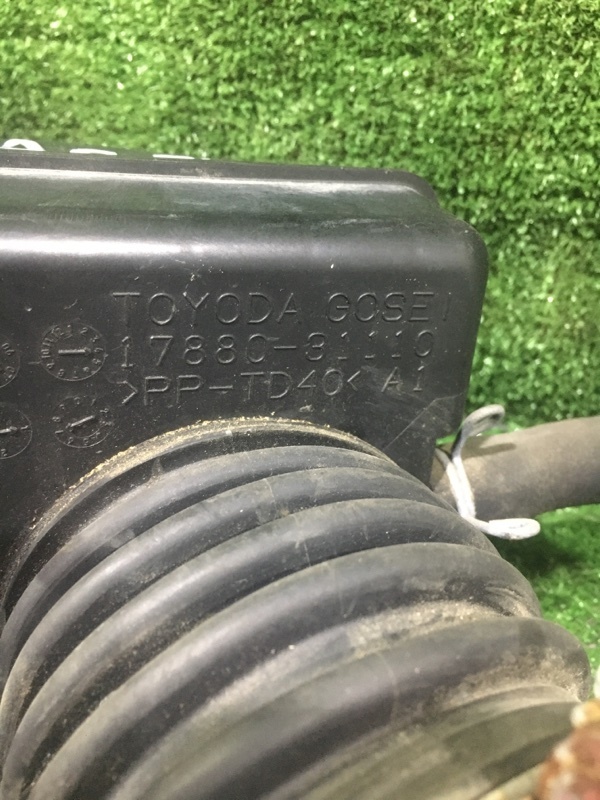 TOYODA GOSEI
17880-31110
>PP-TD40< A1